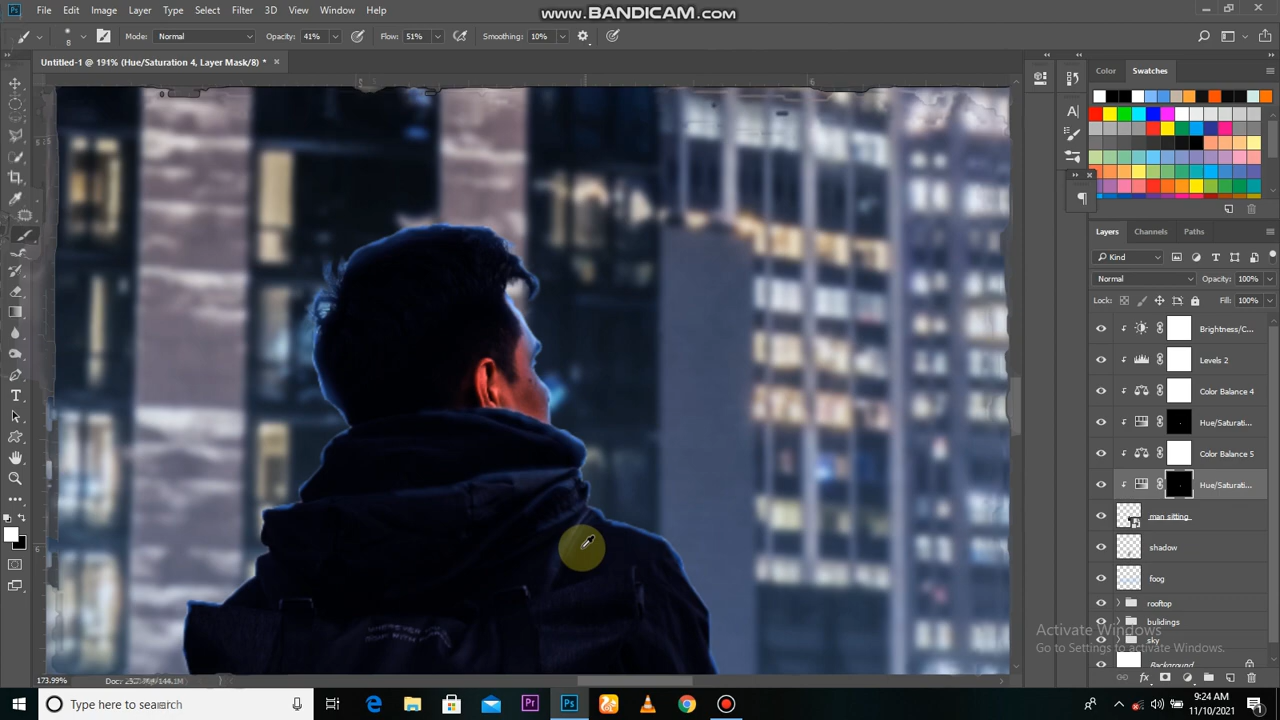 www.BANDICAM.com
Ps File Edit Image Layer Type Select Filter 3D View Window Help
8 Mode: Normal Opacity: 41% Flow: 51% Smoothing: 10%
Untitled-1 @ 191% (Hue/Saturation 4, Layer Mask/8) * ×
Color Swatches
Layers Channels Paths
Kind
Normal Opacity: 100%
Lock: Fill: 100%
Brightness/C...
Levels 2
Color Balance 4
Hue/Saturati...
Color Balance 5
Hue/Saturati...
man sitting
shadow
foog
rooftop
buildings
sky
Background
Activate Windows
Go to Settings to activate Windows.
173.99%
Type here to search
9:24 AM
11/10/2021